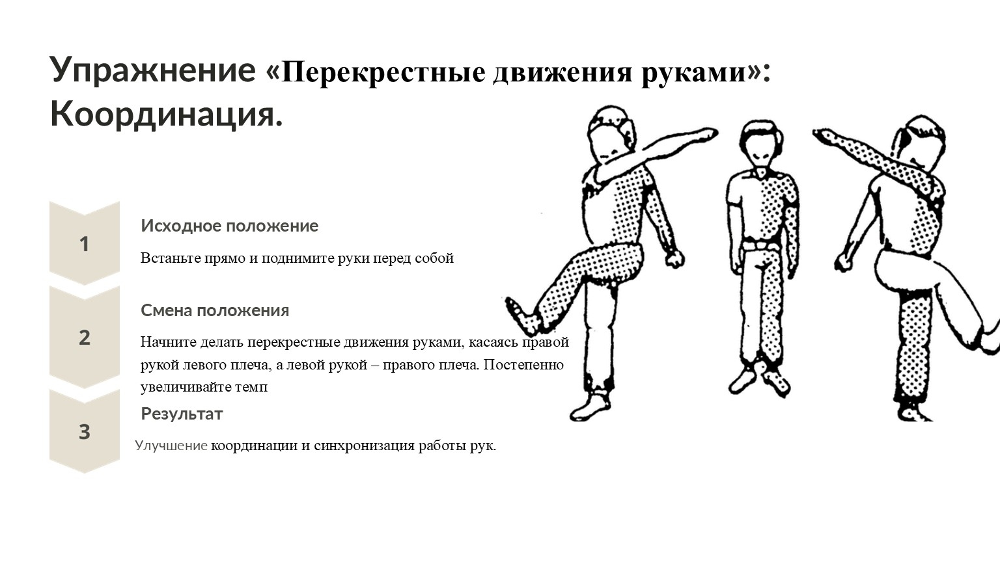 Упражнение «Перекрестные движения руками»:
Координация.
1
Исходное положение
Встаньте прямо и поднимите руки перед собой
2
Смена положения
Начните делать перекрестные движения руками, касаясь правой
рукой левого плеча, а левой рукой – правого плеча. Постепенно
увеличивайте темп
3
Результат
Улучшение координации и синхронизация работы рук.